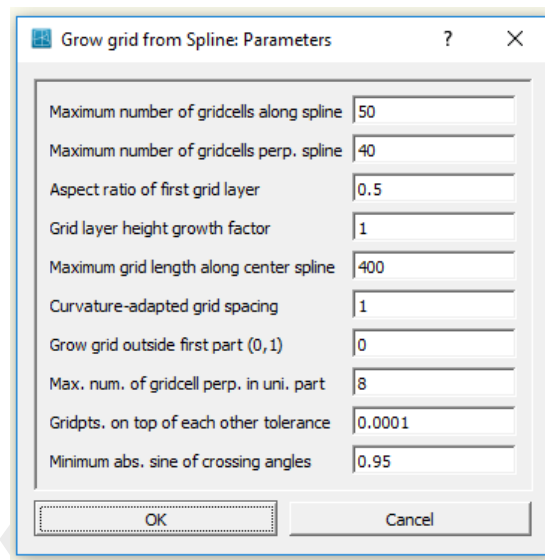 Grow grid from Spline: Parameters ? ×
Maximum number of gridcells along spline 50
Maximum number of gridcells perp. spline 40
Aspect ratio of first grid layer 0.5
Grid layer height growth factor 1
Maximum grid length along center spline 400
Curvature-adapted grid spacing 1
Grow grid outside first part (0,1) 0
Max. num. of gridcell perp. in uni. part 8
Gridpts. on top of each other tolerance 0.0001
Minimum abs. sine of crossing angles 0.95
OK Cancel